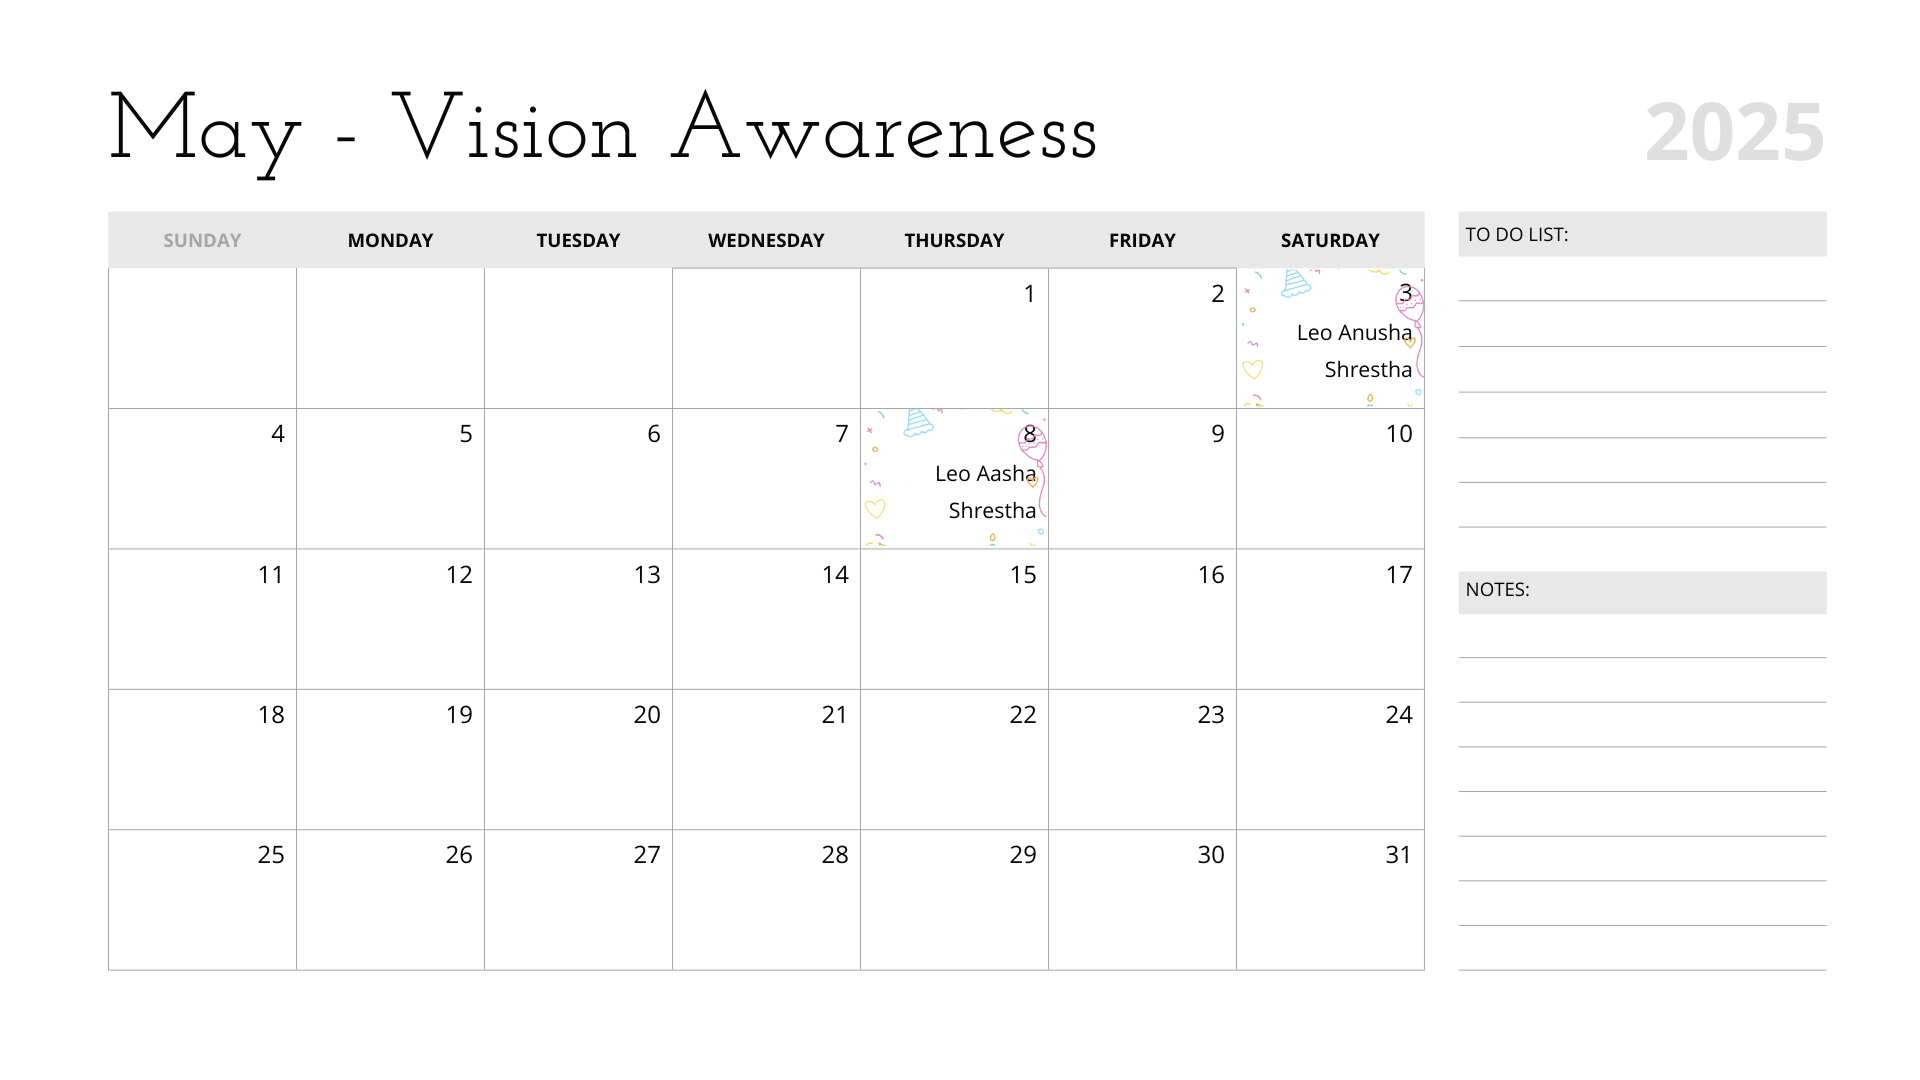 May - Vision Awareness
2025
SUNDAY MONDAY TUESDAY WEDNESDAY THURSDAY FRIDAY SATURDAY
1 2 3
Leo Anusha
Shrestha
4 5 6 7 8 9 10
Leo Aasha
Shrestha
11 12 13 14 15 16 17
18 19 20 21 22 23 24
25 26 27 28 29 30 31
TO DO LIST:
NOTES: